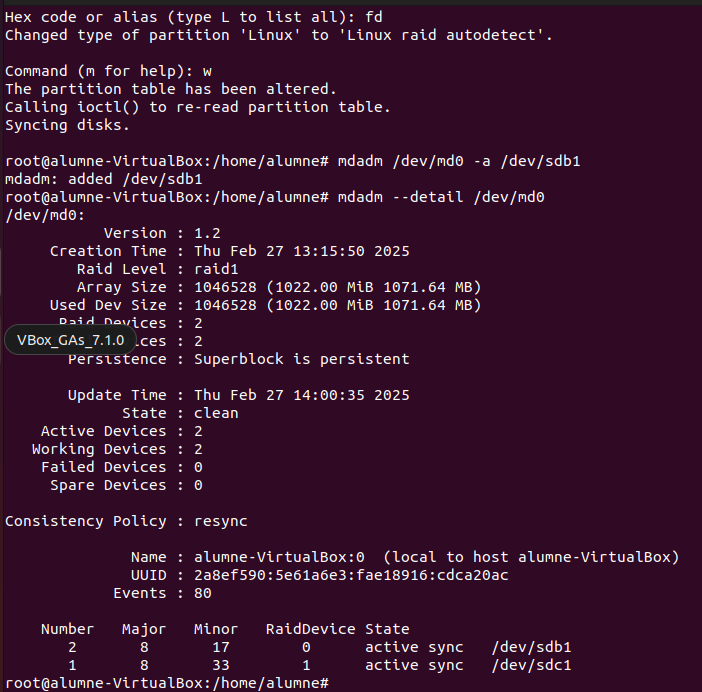 Hex code or alias (type L to list all): fd
Changed type of partition 'Linux' to 'Linux raid autodetect'.
Command (m for help): w
The partition table has been altered.
Calling ioctl() to re-read partition table.
Syncing disks.
root@alumne-VirtualBox:/home/alumne# mdadm /dev/md0 -a /dev/sdb1
mdadm: added /dev/sdb1
root@alumne-VirtualBox:/home/alumne# mdadm --detail /dev/md0
/dev/md0:
Version : 1.2
Creation Time : Thu Feb 27 13:15:50 2025
Raid Level : raid1
Array Size : 1046528 (1022.00 MiB 1071.64 MB)
Used Dev Size : 1046528 (1022.00 MiB 1071.64 MB)
Raid Devices : 2
VBox_GAs_7.1.0 ces : 2
Persistence : Superblock is persistent
Update Time : Thu Feb 27 14:00:35 2025
State : clean
Active Devices : 2
Working Devices : 2
Failed Devices : 0
Spare Devices : 0
Consistency Policy : resync
Name : alumne-VirtualBox:0 (local to host alumne-VirtualBox)
UUID : 2a8ef590:5e61a6e3:fae18916:cdca20ac
Events : 80
Number Major Minor RaidDevice State
2 8 17 0 active sync /dev/sdb1
1 8 33 1 active sync /dev/sdc1
root@alumne-VirtualBox:/home/alumne#